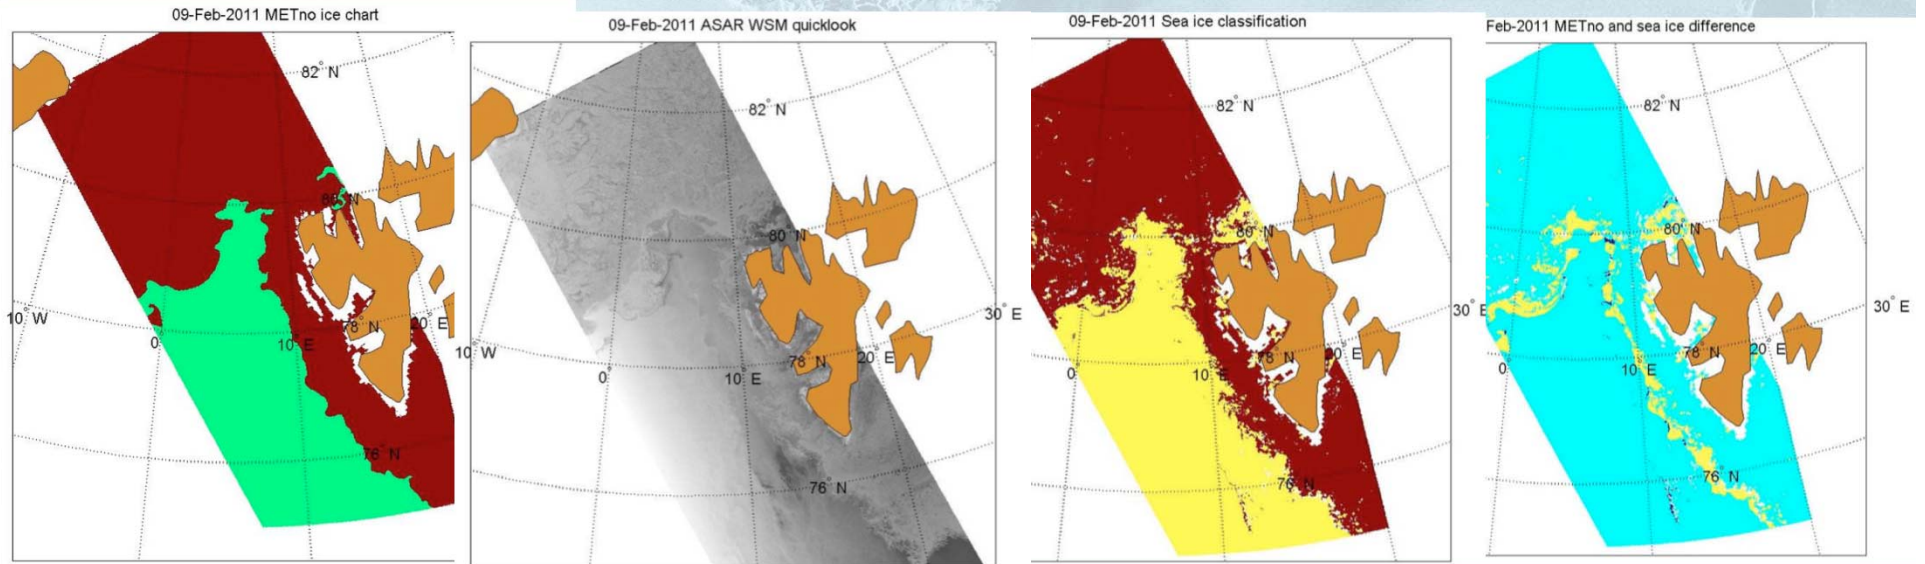 09-Feb-2011 METno ice chart
82° N
80° N
10° W
0
10° E
78° N
20° E
76° N
09-Feb-2011 ASAR WSM quicklook
82° N
80° N
30° E
10° W
0
10° E
78° N
20° E
76° N
09-Feb-2011 Sea ice classification
82° N
80° N
30° E
0
10° E
78° N
20° E
76° N
Feb-2011 METno and sea ice difference
82° N
80° N
30° E
0
10° E
78° N
20° E
76° N